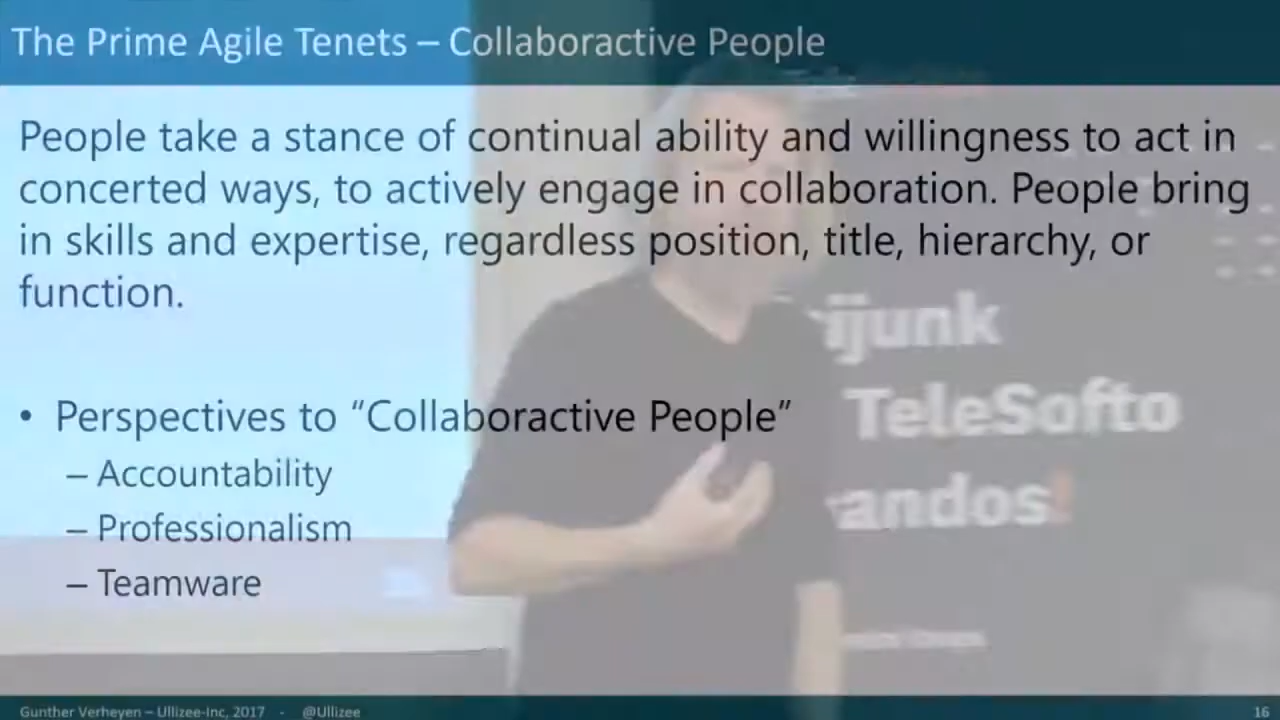 The Prime Agile Tenets – Collaboractive People
People take a stance of continual ability and willingness to act in
concerted ways, to actively engage in collaboration. People bring
in skills and expertise, regardless position, title, hierarchy, or
function.
• Perspectives to “Collaboractive People”
– Accountability
– Professionalism
– Teamware
ijunk
TeleSofto
andos!
Gunther Verheyen – Ullizee-Inc, 2017 - @Ullizee
16